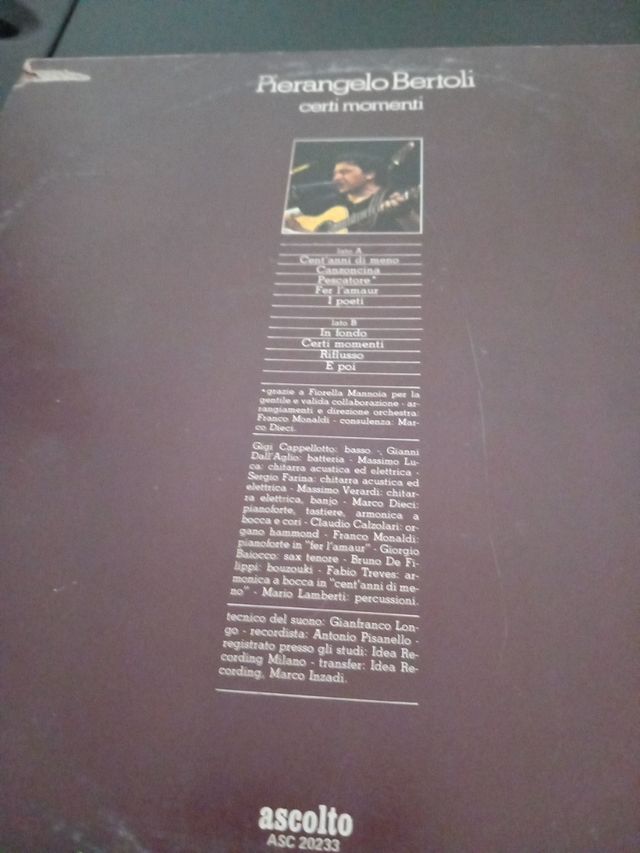 Pierangelo Bertoli
certi momenti
lato A
Cent'anni di meno
Canzoncina
Pescatore*
Fer l'amaur
I poeti
lato B
In fondo
Certi momenti
Riflusso
E poi
*grazie a Fiorella Mannoia per la
gentile e valida collaborazione - ar-
rangiamenti e direzione orchestra:
Franco Monaldi - consulenza: Mar-
co Dieci.
Gigi Cappellotto: basso -, Gianni
Dall'Aglio: batteria - Massimo Lu-
ca: chitarra acustica ed elettrica -
Sergio Farina: chitarra acustica ed
elettrica - Massimo Verardi: chitar-
ra elettrica, banjo - Marco Dieci:
pianoforte, tastiere, armonica a
bocca e cori - Claudio Calzolari: or-
gano hammond - Franco Monaldi:
pianoforte in "fer l'amaur" - Giorgio
Baiocco: sax tenore - Bruno De Fi-
lippi: bouzouki - Fabio Treves: ar-
monica a bocca in "cent'anni di me-
no" - Mario Lamberti: percussioni.
tecnico del suono: Gianfranco Lon-
go - recordista: Antonio Pisanello -
registrato presso gli studi: Idea Re-
cording Milano - transfer: Idea Re-
cording, Marco Inzadi.
ascolto
ASC 20233